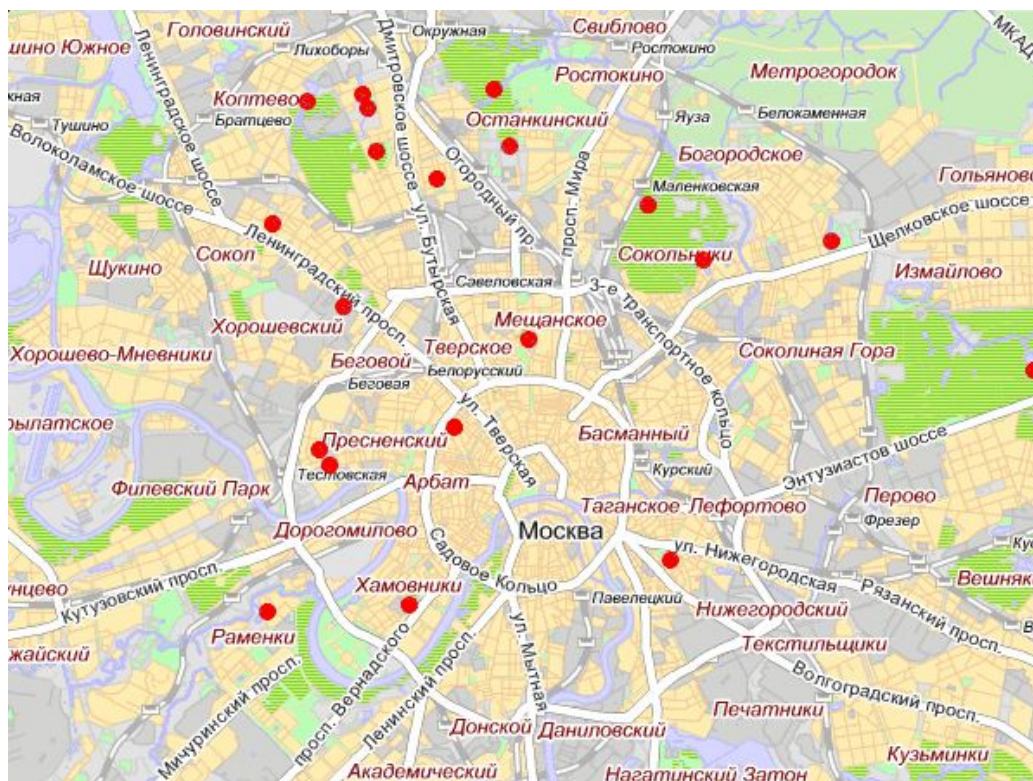 Свиблово
Головинский
Окружная
шино Южное
Лихоборы
Ростокино
МКАД
Ленинградское шоссе
Дмитровское шоссе
Ростокино
Метрогородок
Коптево
Братцево
Тушино
Останкинский
Яуза
Белокаменная
Волоколамское шоссе
Огородный пр.
просп. Мира
Богородское
Гольяново
Маленковская
Щелковское шоссе
Сокол
Ленинградский просп.
ул. Бутырская
Сокольники
Щукино
Савеловская
Измайлово
3-е транспортное кольцо
Хорошевский
Мещанское
Хорошево-Мневники
Беговой
Тверское
Соколиная Гора
Беговая
Белорусский
рылатское
Пресненский
ул. Тверская
Басманный
Тестовская
Курский
Энтузиастов шоссе
Филевский Парк
Арбат
Перово
Таганское
Лефортово
Фрезер
Дорогомилово
Москва
Садовое Кольцо
ул. Нижегородская
Вешняк
унцево
Кутузовский просп.
Хамовники
Павелецкий
Рязанский просп.
Раменки
Нижегородский
жайский
Текстильщики
Мичуринский просп.
просп. Вернадского
Ленинский просп.
ул. Мытная
Волгоградский просп.
Донской
Даниловский
Печатники
Академический
Кузьминки
Нагатинский Затон